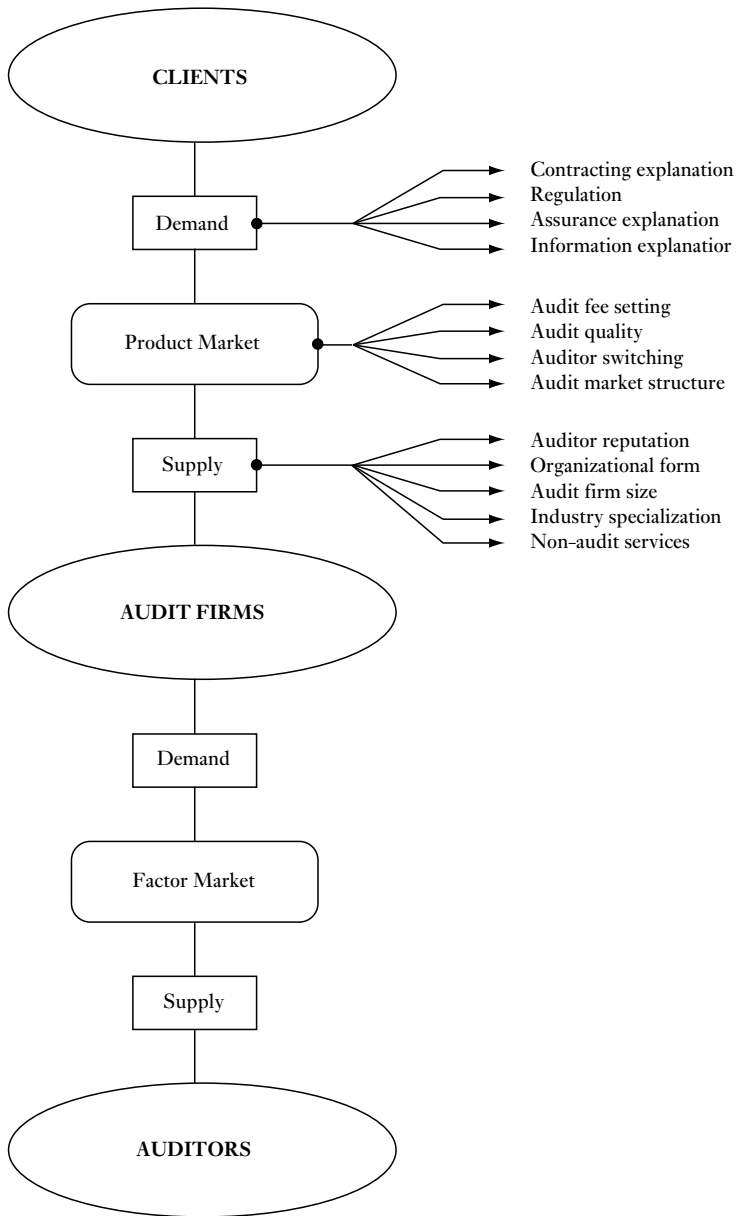 CLIENTS
Demand
Contracting explanation
Regulation
Assurance explanation
Information explanatior
Product Market
Audit fee setting
Audit quality
Auditor switching
Audit market structure
Supply
Auditor reputation
Organizational form
Audit firm size
Industry specialization
Non-audit services
AUDIT FIRMS
Demand
Factor Market
Supply
AUDITORS